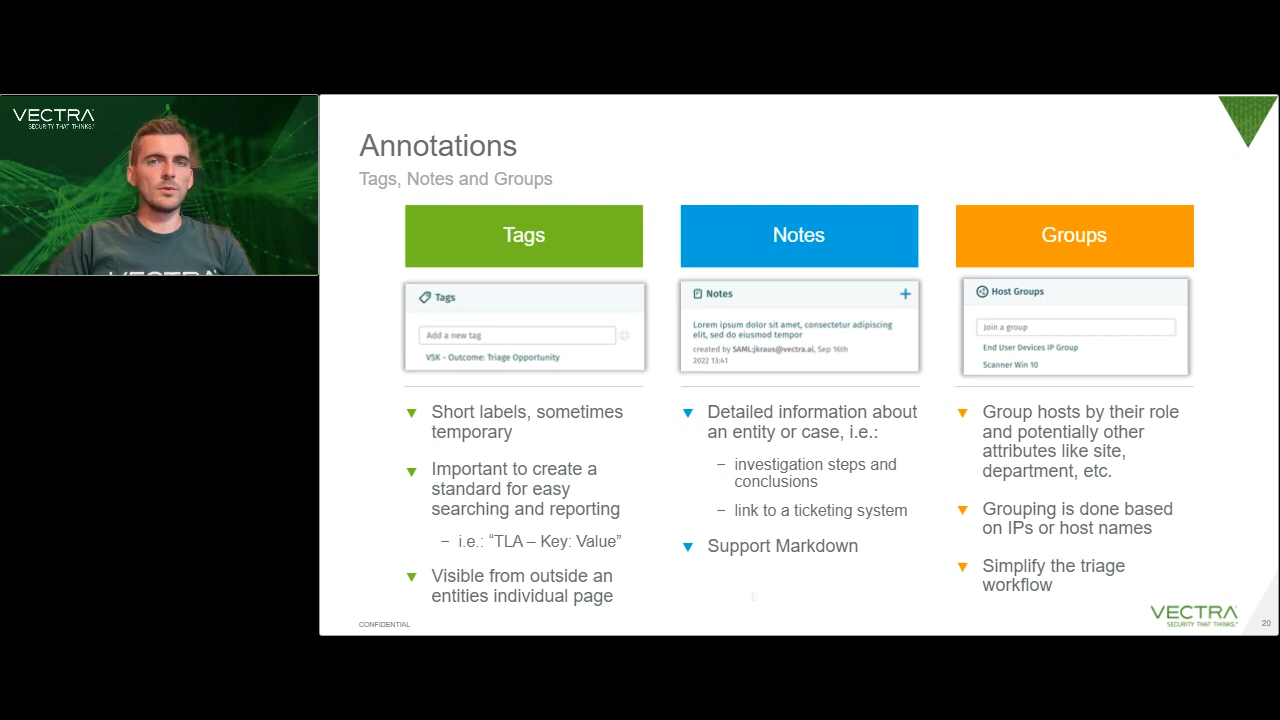 VECTRA
SECURITY THAT THINKS.
VECTRA
Annotations
Tags, Notes and Groups
Tags
Notes
Groups
Tags
Add a new tag
VSK - Outcome: Triage Opportunity
Notes
Lorem ipsum dolor sit amet, consectetur adipiscing
elit, sed do eiusmod tempor
created by SAML:jkraus@vectra.ai, Sep 16th
2022 13:41
Host Groups
Join a group
End User Devices IP Group
Scanner Win 10
Short labels, sometimes
temporary
Important to create a
standard for easy
searching and reporting
– i.e.: “TLA – Key: Value”
Visible from outside an
entities individual page
Detailed information about
an entity or case, i.e.:
– investigation steps and
conclusions
– link to a ticketing system
Support Markdown
Group hosts by their role
and potentially other
attributes like site,
department, etc.
Grouping is done based
on IPs or host names
Simplify the triage
workflow
CONFIDENTIAL
VECTRA
SECURITY THAT THINKS.
20